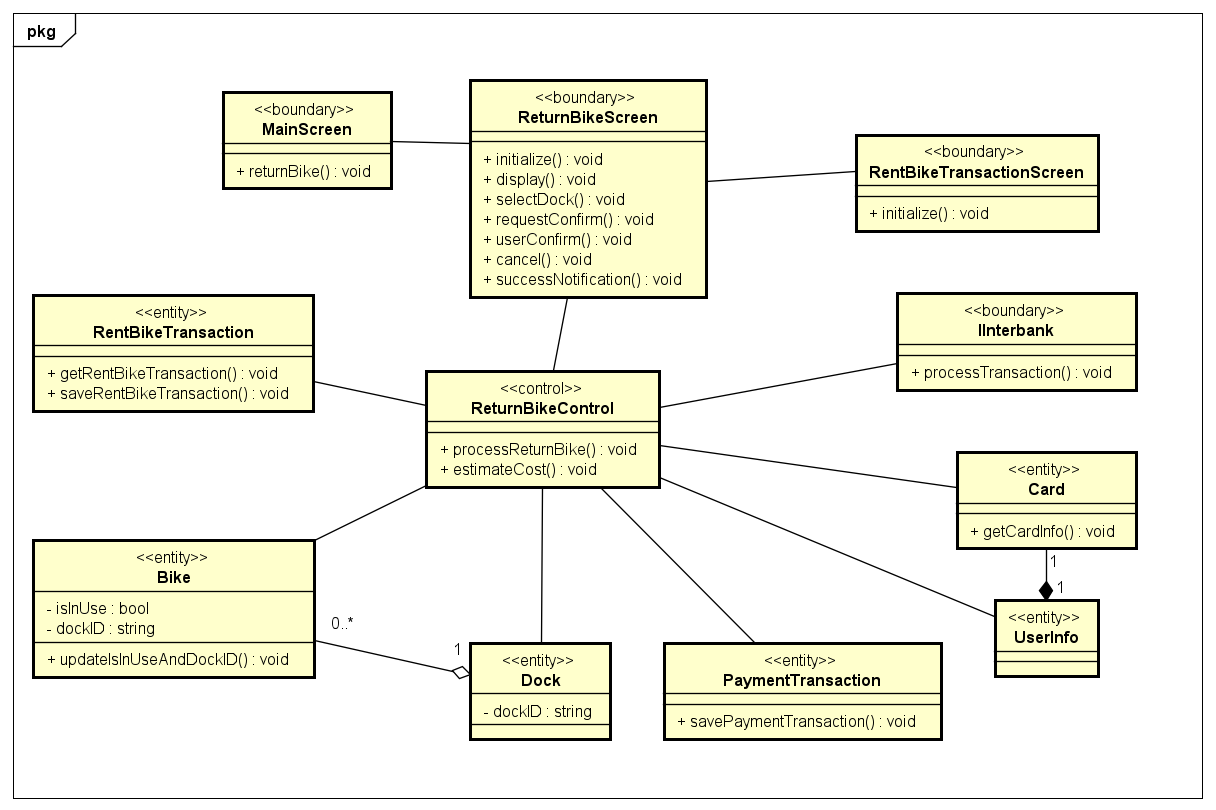 pkg
<<boundary>>
MainScreen
+ returnBike() : void
<<boundary>>
ReturnBikeScreen
+ initialize() : void
+ display() : void
+ selectDock() : void
+ requestConfirm() : void
+ userConfirm() : void
+ cancel() : void
+ successNotification() : void
<<boundary>>
RentBikeTransactionScreen
+ initialize() : void
<<entity>>
RentBikeTransaction
+ getRentBikeTransaction() : void
+ saveRentBikeTransaction() : void
<<boundary>>
IInterbank
+ processTransaction() : void
<<control>>
ReturnBikeControl
+ processReturnBike() : void
+ estimateCost() : void
<<entity>>
Card
+ getCardInfo() : void
1
1
<<entity>>
UserInfo
<<entity>>
Bike
- isInUse : bool
- dockID : string
+ updateIsInUseAndDockID() : void
0..*
1
<<entity>>
Dock
- dockID : string
<<entity>>
PaymentTransaction
+ savePaymentTransaction() : void